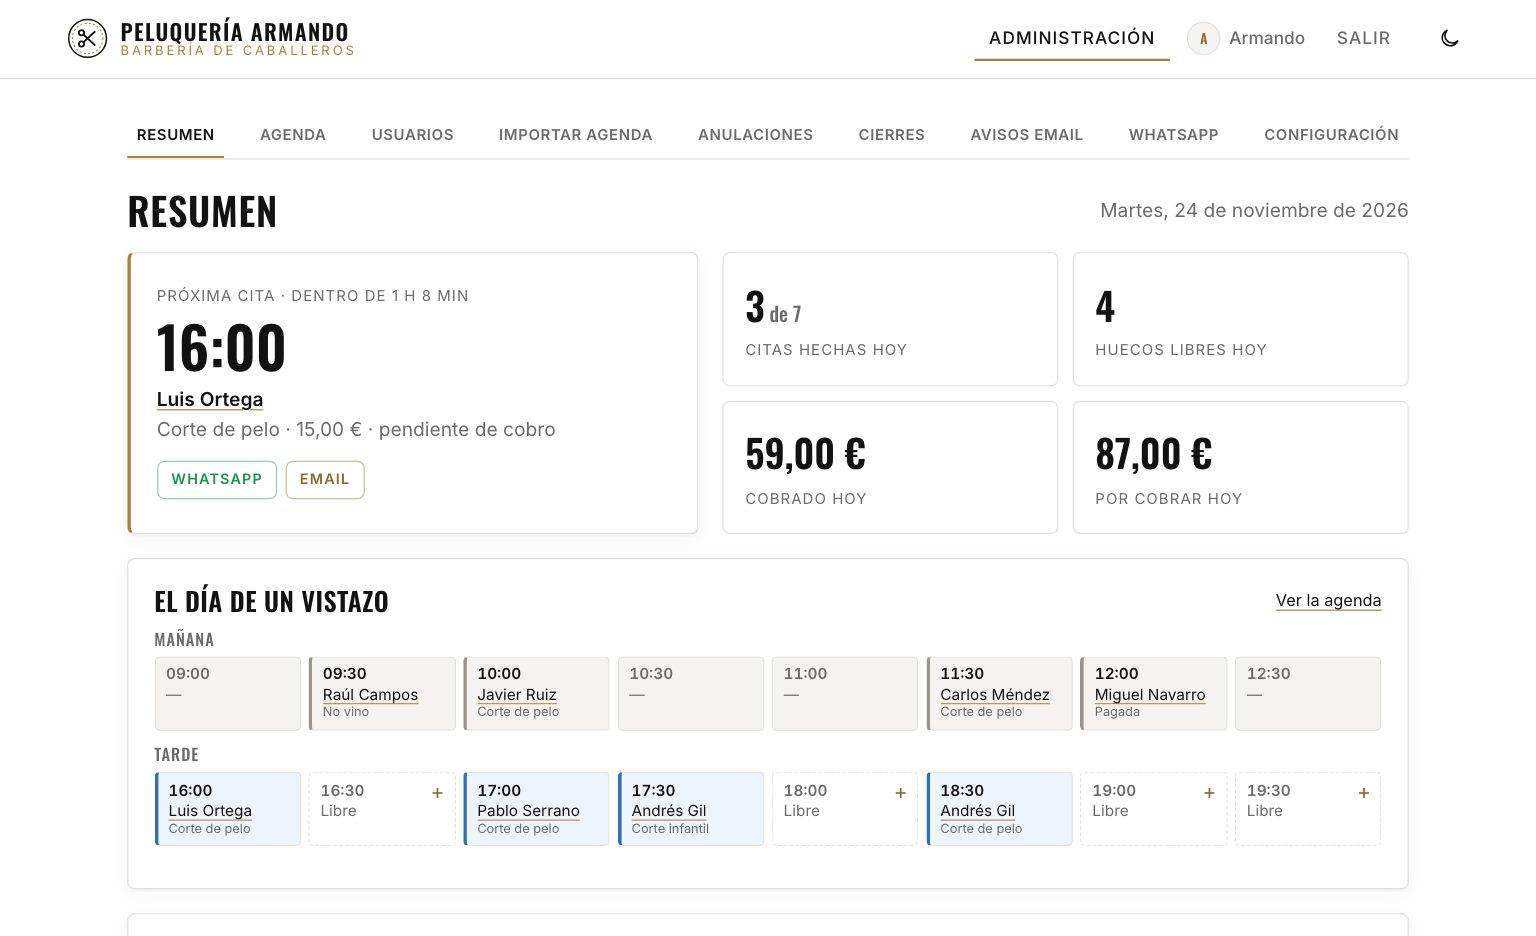 PELUQUERÍA ARMANDO
BARBERÍA DE CABALLEROS
ADMINISTRACIÓN A Armando SALIR
RESUMEN AGENDA USUARIOS IMPORTAR AGENDA ANULACIONES CIERRES AVISOS EMAIL WHATSAPP CONFIGURACIÓN
RESUMEN
Martes, 24 de noviembre de 2026
PRÓXIMA CITA · DENTRO DE 1 H 8 MIN
16:00
Luis Ortega
Corte de pelo · 15,00 € · pendiente de cobro
WHATSAPP EMAIL
3 de 7
CITAS HECHAS HOY
4
HUECOS LIBRES HOY
59,00 €
COBRADO HOY
87,00 €
POR COBRAR HOY
EL DÍA DE UN VISTAZO
Ver la agenda
MAÑANA
09:00
—
09:30
Raúl Campos
No vino
10:00
Javier Ruiz
Corte de pelo
10:30
—
11:00
—
11:30
Carlos Méndez
Corte de pelo
12:00
Miguel Navarro
Pagada
12:30
—
TARDE
16:00
Luis Ortega
Corte de pelo
16:30 +
Libre
17:00
Pablo Serrano
Corte de pelo
17:30
Andrés Gil
Corte infantil
18:00 +
Libre
18:30
Andrés Gil
Corte de pelo
19:00 +
Libre
19:30 +
Libre